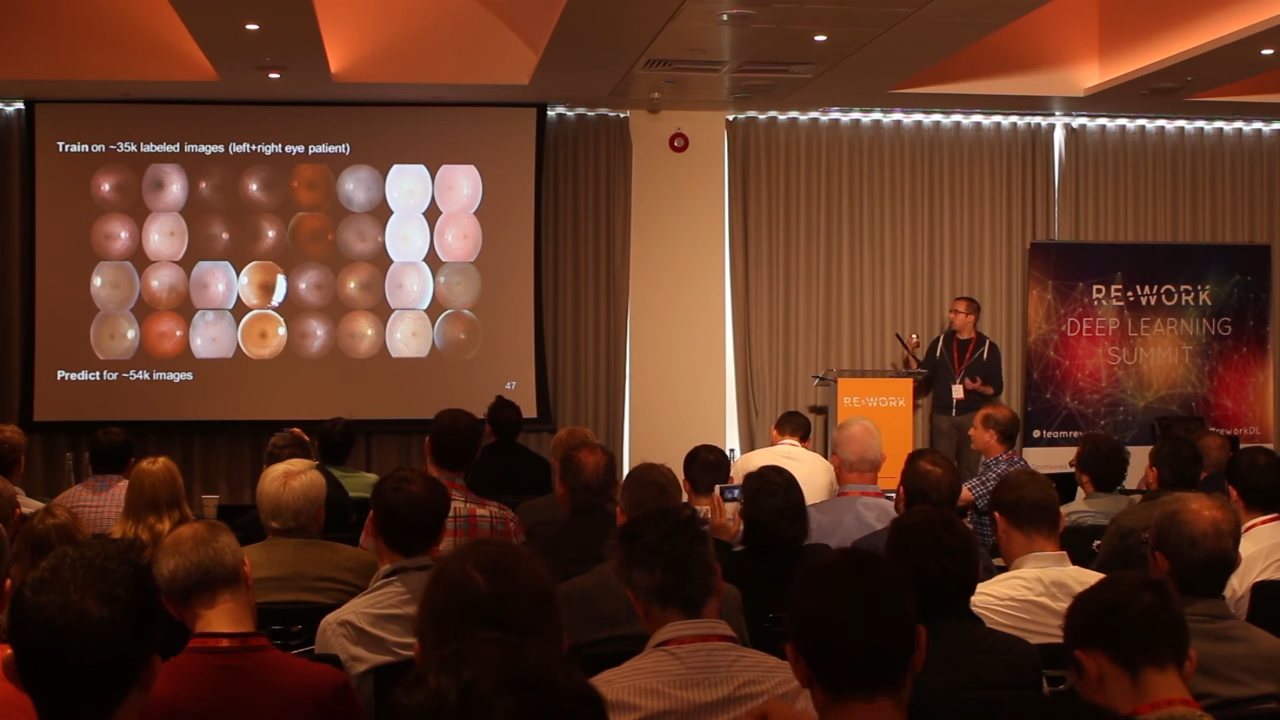 Train on ~35k labeled images (left+right eye patient)
Predict for ~54k images
47
RE•WORK
RE•WORK
DEEP LEARNING
SUMMIT
@teamre
#reworkDL